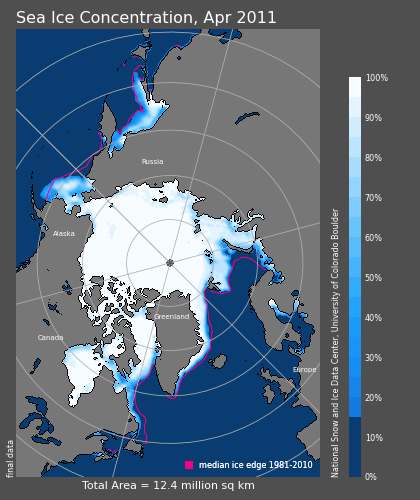 Sea Ice Concentration, Apr 2011
Russia
Alaska
Greenland
Canada
Europe
median ice edge 1981-2010
final data
Total Area = 12.4 million sq km
National Snow and Ice Data Center, University of Colorado Boulder
100%
90%
80%
70%
60%
50%
40%
30%
20%
10%
0%